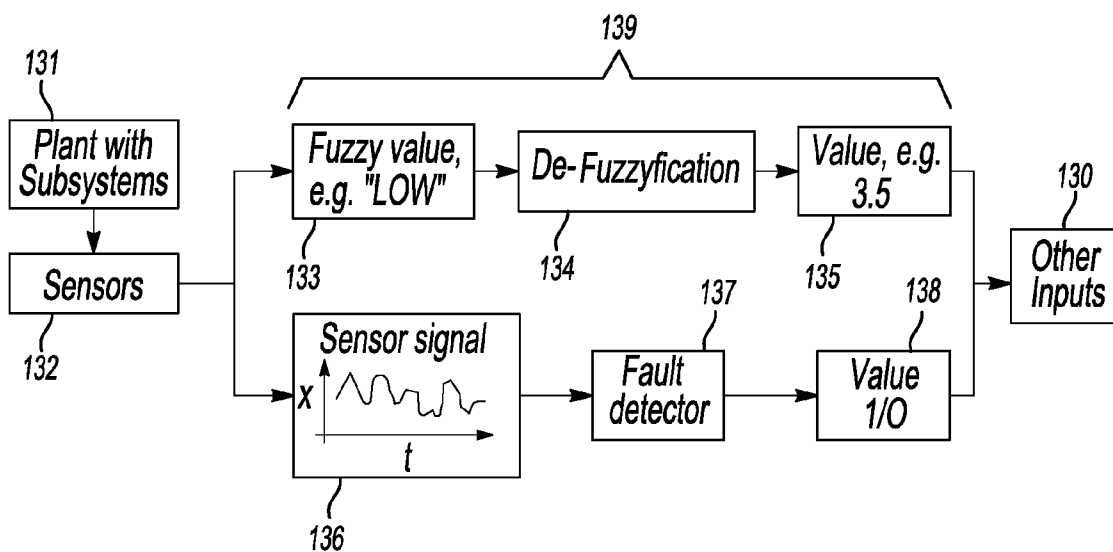 139
131
Plant with
Subsystems
Fuzzy value,
e.g. "LOW"
De-Fuzzyfication
Value, e.g.
3.5
130
133
134
135
Sensors
132
Other
Inputs
Sensor signal
X
t
136
137
Fault
detector
138
Value
1/O